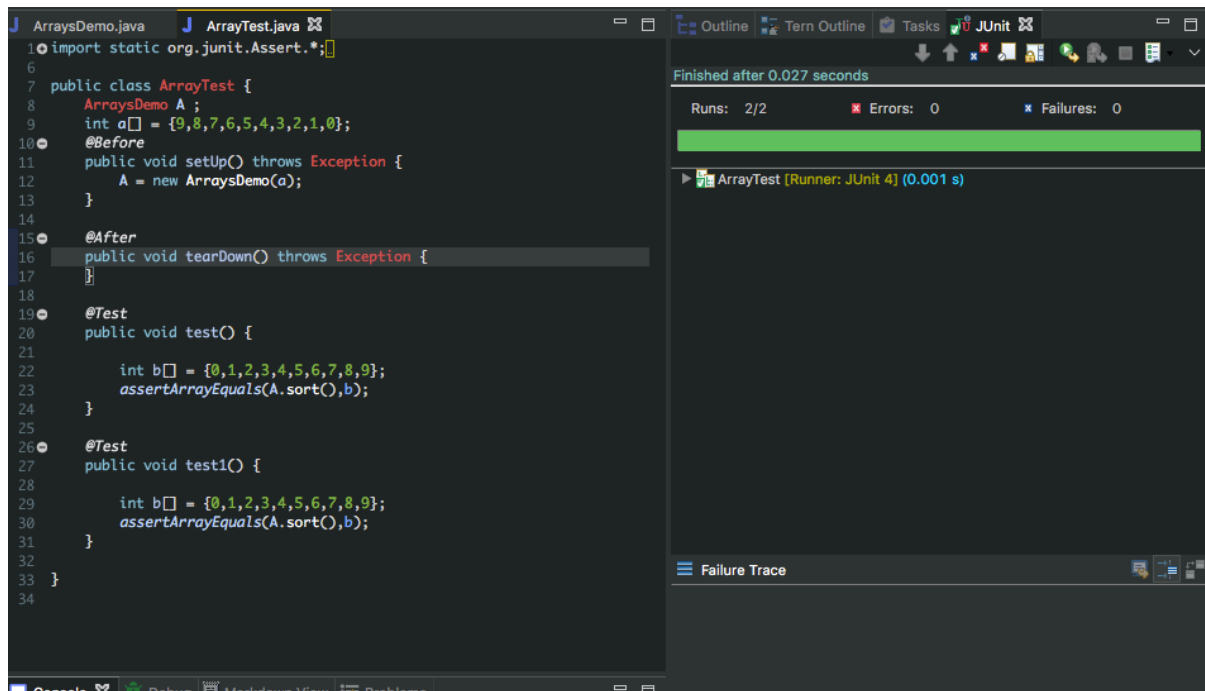 ArraysDemo.java ArrayTest.java
1 import static org.junit.Assert.*;
6
7 public class ArrayTest {
8 ArraysDemo A ;
9 int a[] = {9,8,7,6,5,4,3,2,1,0};
10 @Before
11 public void setUp() throws Exception {
12 A = new ArraysDemo(a);
13 }
14
15 @After
16 public void tearDown() throws Exception {
17 }
18
19 @Test
20 public void test() {
21
22 int b[] = {0,1,2,3,4,5,6,7,8,9};
23 assertArrayEquals(A.sort(),b);
24 }
25
26 @Test
27 public void test1() {
28
29 int b[] = {0,1,2,3,4,5,6,7,8,9};
30 assertArrayEquals(A.sort(),b);
31 }
32
33 }
34
Outline Tern Outline Tasks JUnit
Finished after 0.027 seconds
Runs: 2/2 Errors: 0 Failures: 0
ArrayTest [Runner: JUnit 4] (0.001 s)
Failure Trace
Console Debug Markdown View Problems